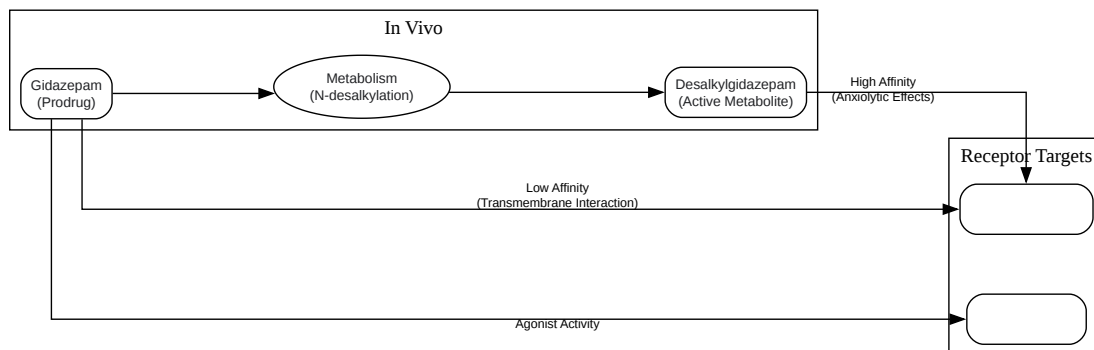 In Vivo
Gidazepam
(Prodrug)
Metabolism
(N-desalkylation)
Desalkylgidazepam
(Active Metabolite)
High Affinity
(Anxiolytic Effects)
Receptor Targets
Low Affinity
(Transmembrane Interaction)
Agonist Activity